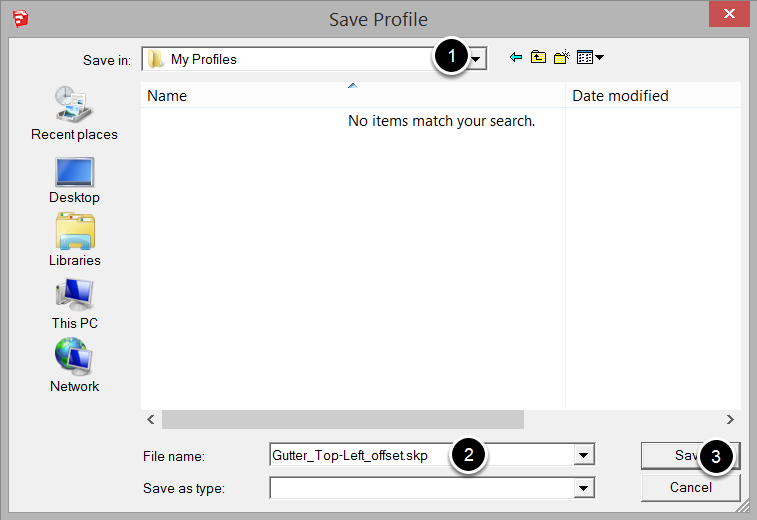 Save Profile
Save in: My Profiles 1
Name Date modified
No items match your search.
Recent places
Desktop
Libraries
This PC
Network
File name: Gutter_Top-Left_offset.skp 2
Sav 3
Save as type:
Cancel